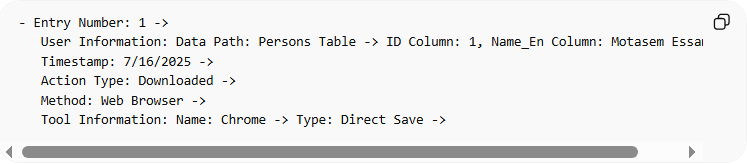 - Entry Number: 1 ->
User Information: Data Path: Persons Table -> ID Column: 1, Name_En Column: Motasem Essam
Timestamp: 7/16/2025 ->
Action Type: Downloaded ->
Method: Web Browser ->
Tool Information: Name: Chrome -> Type: Direct Save ->